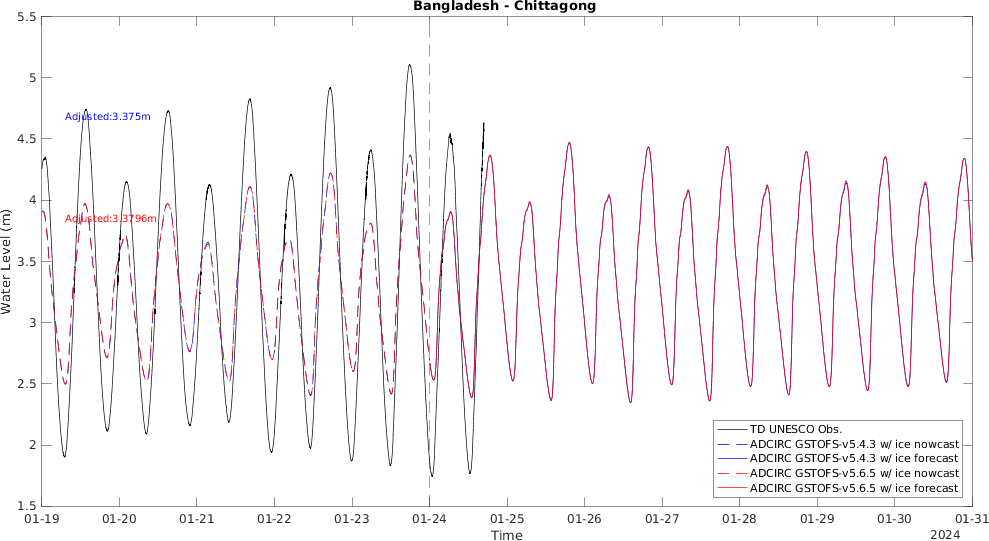 Bangladesh - Chittagong
5.5
5
4.5
4
3.5
3
2.5
2
1.5
Water Level (m)
Adjusted:3.375m
Adjusted:3.3796m
TD UNESCO Obs.
ADCIRC GSTOFS-v5.4.3 w/ ice nowcast
ADCIRC GSTOFS-v5.4.3 w/ ice forecast
ADCIRC GSTOFS-v5.6.5 w/ ice nowcast
ADCIRC GSTOFS-v5.6.5 w/ ice forecast
01-19 01-20 01-21 01-22 01-23 01-24 01-25 01-26 01-27 01-28 01-29 01-30 01-31
Time
2024